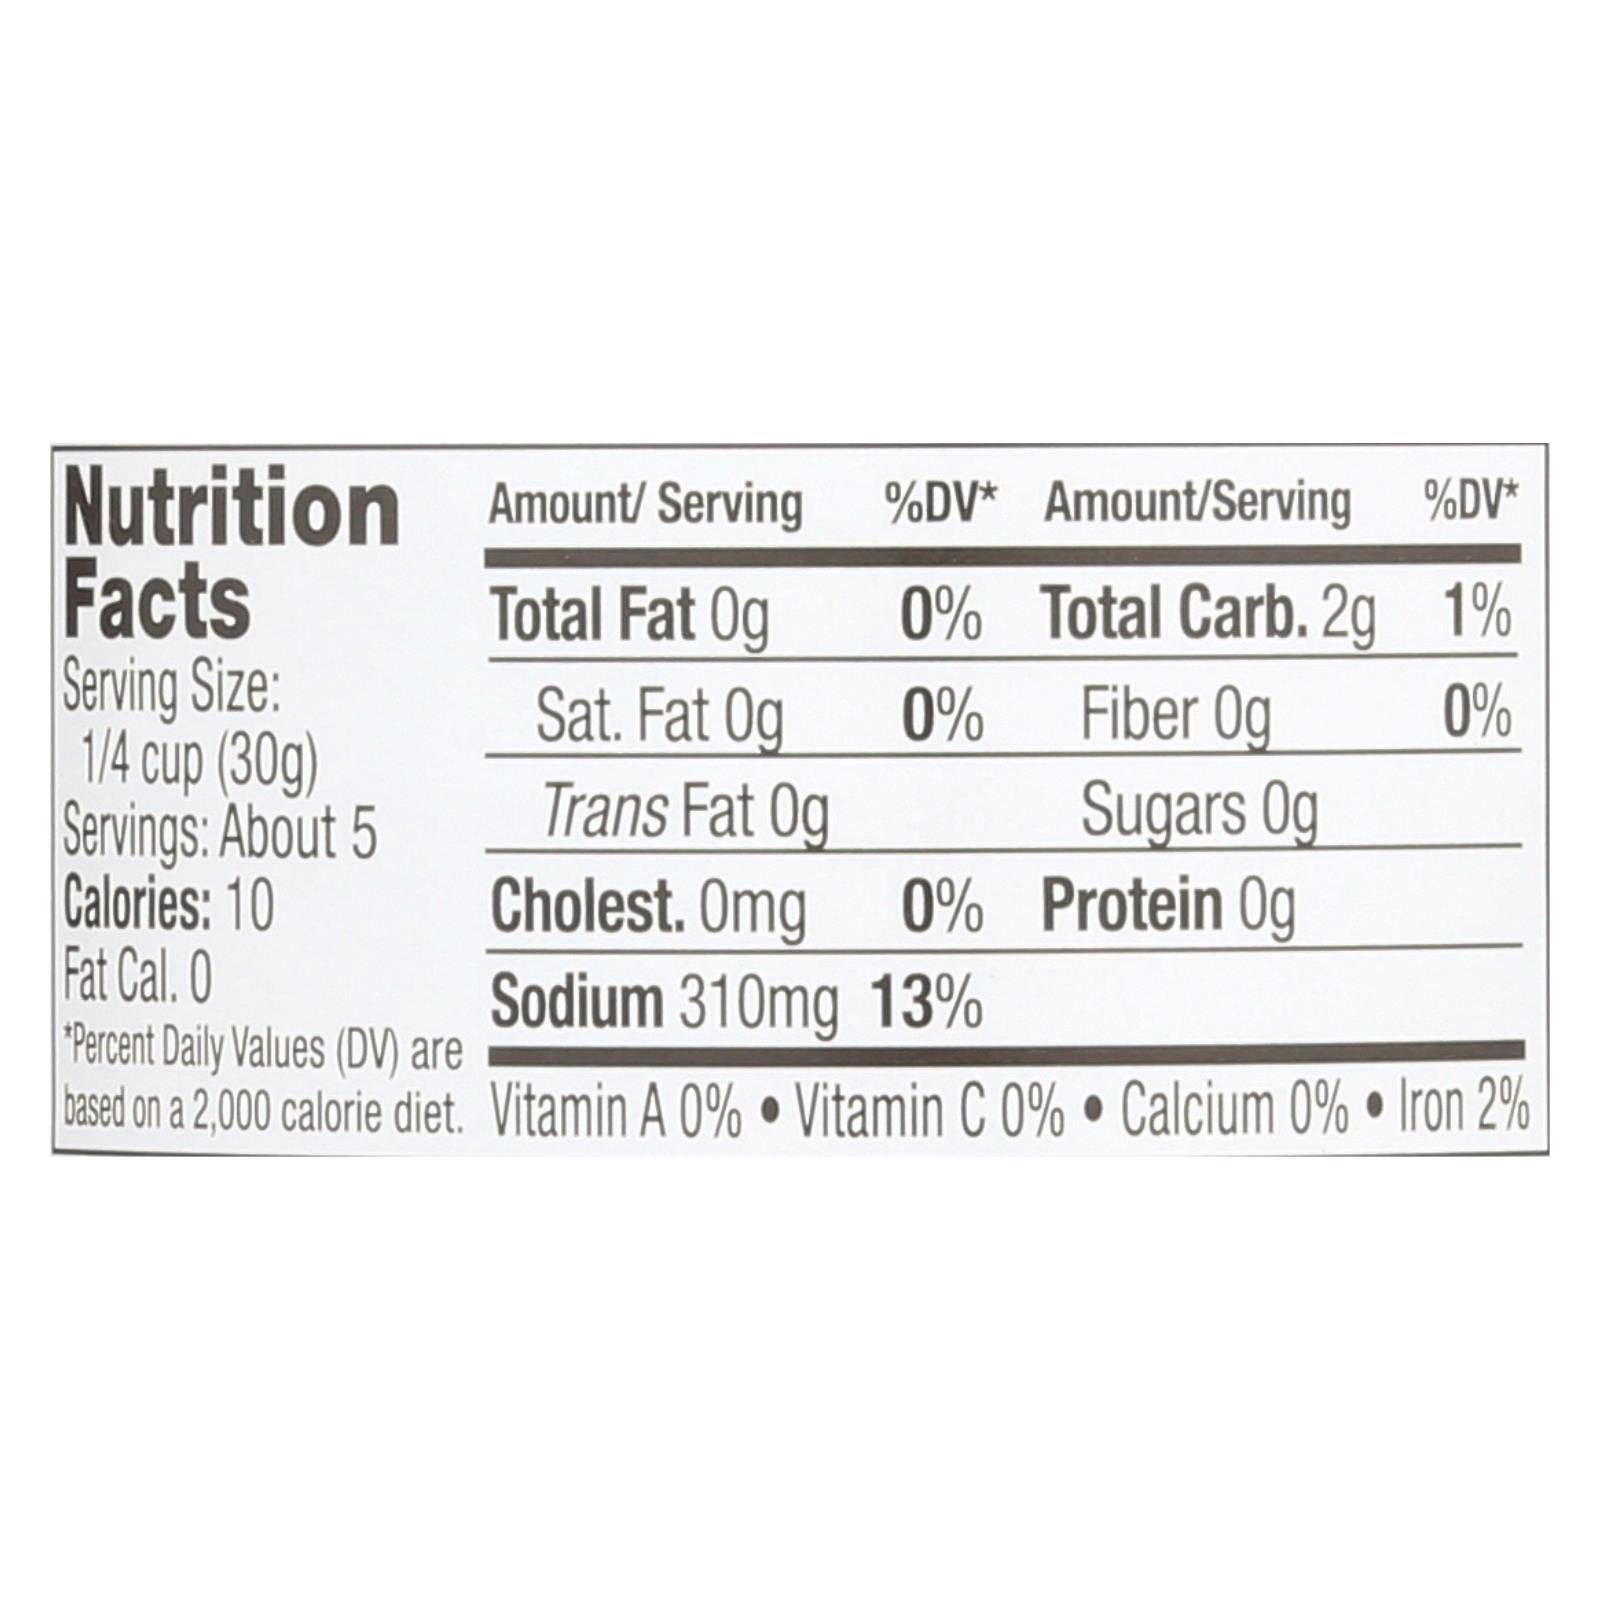 Nutrition
Facts
Serving Size:
1/4 cup (30g)
Servings: About 5
Calories: 10
Fat Cal. 0
*Percent Daily Values (DV) are
based on a 2,000 calorie diet.
Amount/ Serving %DV* Amount/Serving %DV*
Total Fat 0g 0% Total Carb. 2g 1%
Sat. Fat 0g 0% Fiber 0g 0%
Trans Fat 0g Sugars 0g
Cholest. 0mg 0% Protein 0g
Sodium 310mg 13%
Vitamin A 0% • Vitamin C 0% • Calcium 0% • Iron 2%